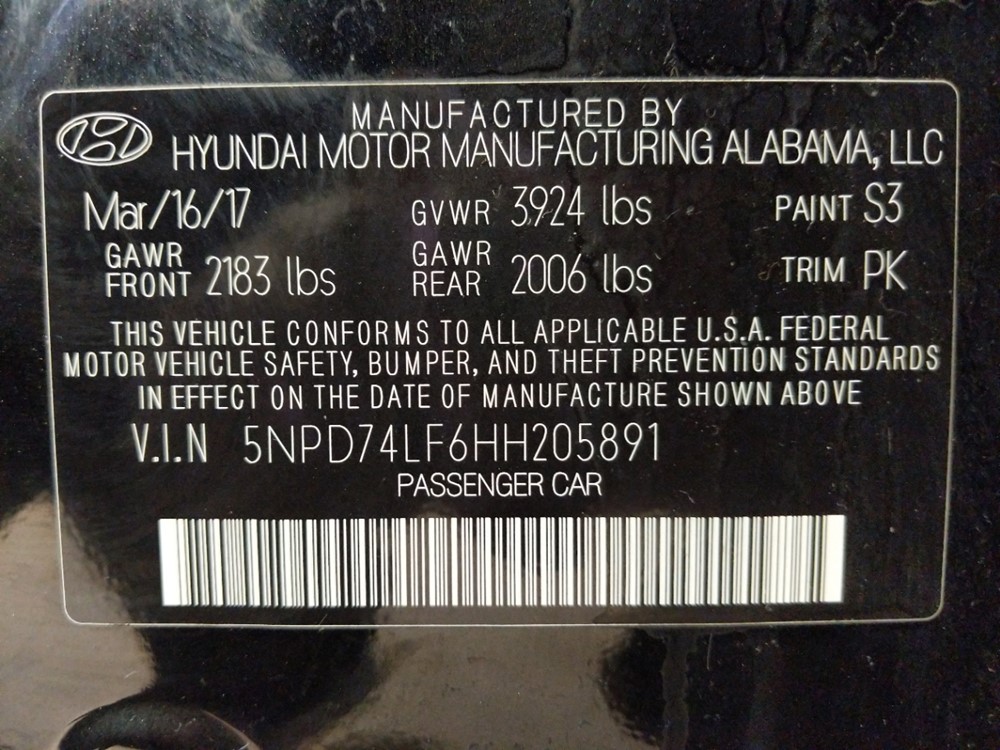 MANUFACTURED BY
HYUNDAI MOTOR MANUFACTURING ALABAMA, LLC
Mar/16/17 GVWR 3924 lbs PAINT S3
GAWR FRONT 2183 lbs GAWR REAR 2006 lbs TRIM PK
THIS VEHICLE CONFORMS TO ALL APPLICABLE U.S.A. FEDERAL
MOTOR VEHICLE SAFETY, BUMPER, AND THEFT PREVENTION STANDARDS
IN EFFECT ON THE DATE OF MANUFACTURE SHOWN ABOVE
V.I.N 5NPD74LF6HH205891
PASSENGER CAR